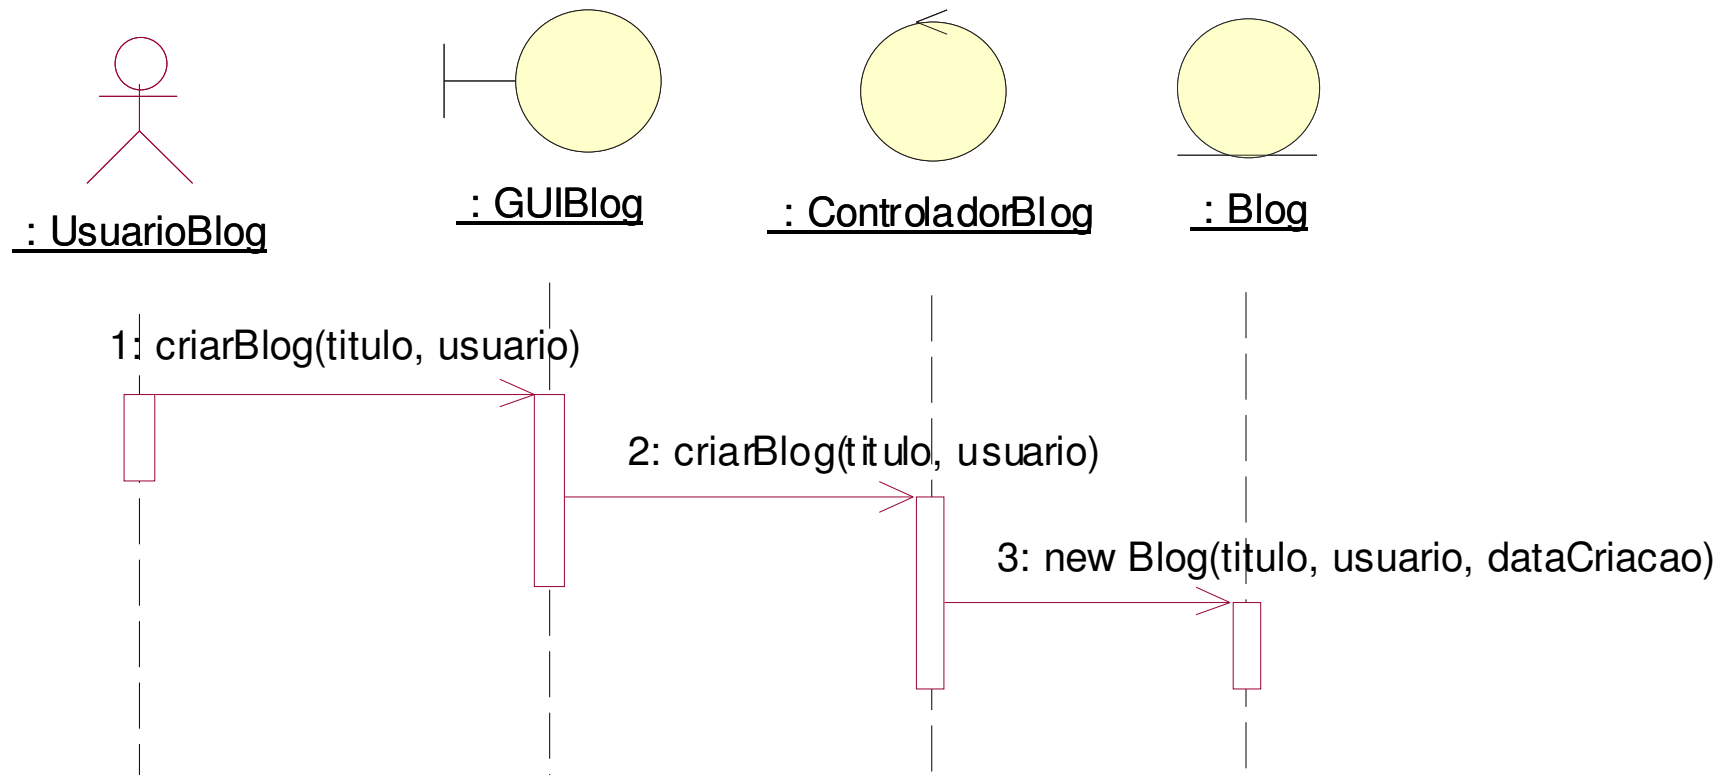 : UsuarioBlog
: GUIBlog
: ControladorBlog
: Blog
1: criarBlog(titulo, usuario)
2: criarBlog(titulo, usuario)
3: new Blog(titulo, usuario, dataCriacao)